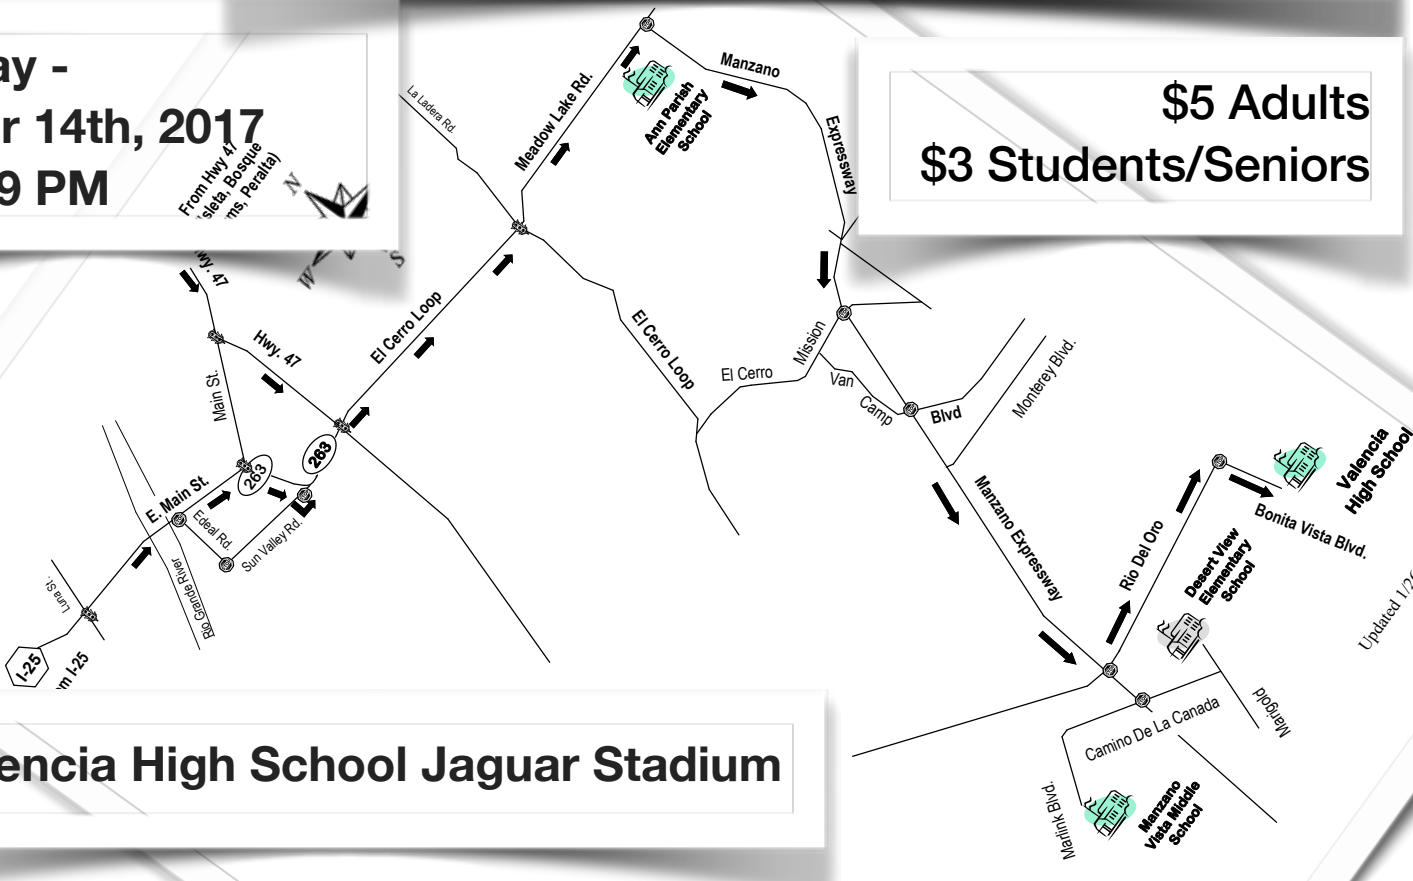 ay -
r 14th, 2017
9 PM
$5 Adults
$3 Students/Seniors
From Hwy 47
sleta, Bosque
ms, Peralta)
N
W
S
La Ladera Rd.
Meadow Lake Rd.
Ann Parish
Elementary
School
Manzano
Expressway
wy. 47
Hwy. 47
Main St.
El Cerro Loop
El Cerro Loop
El Cerro
Mission
Van
Camp
Blvd
Monterey Blvd.
263
263
E. Main St.
Edeal Rd.
Sun Valley Rd.
Rio Grande River
Luna St.
I-25
om I-25
Manzano Expressway
Rio Del Oro
Valencia
High School
Bonita Vista Blvd.
Desert View
Elementary
School
Updated 1/2
Marigold
Camino De La Canada
Marlink Blvd.
Manzano
Vista Middle
School
encia High School Jaguar Stadium